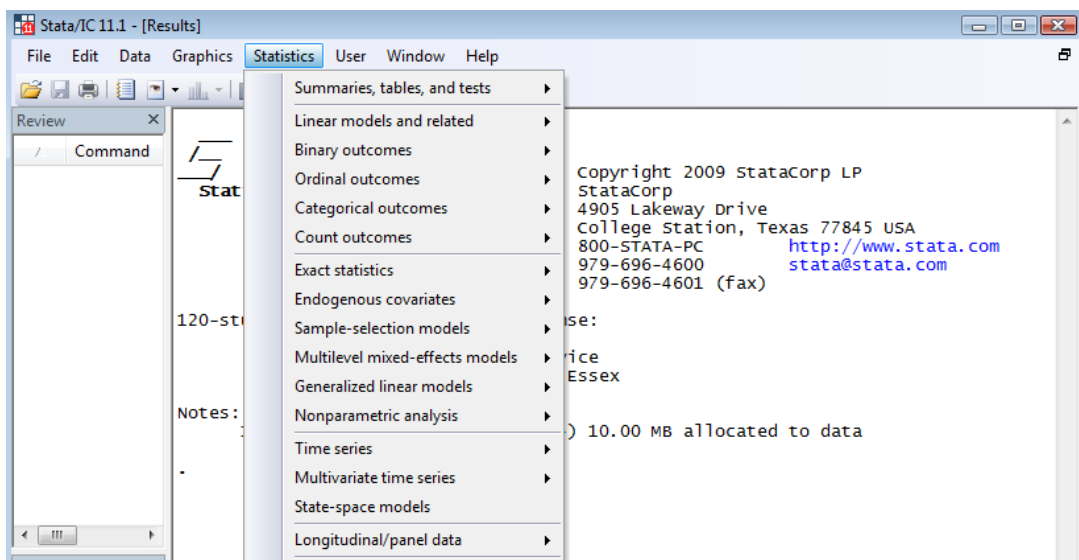 Stata/IC 11.1 - [Results]
File Edit Data Graphics Statistics User Window Help
Review
Command
Summaries, tables, and tests
Linear models and related
Binary outcomes
Ordinal outcomes
Categorical outcomes
Count outcomes
Exact statistics
Endogenous covariates
Sample-selection models
Multilevel mixed-effects models
Generalized linear models
Nonparametric analysis
Time series
Multivariate time series
State-space models
Longitudinal/panel data
Stat
Copyright 2009 StataCorp LP
StataCorp
4905 Lakeway Drive
College Station, Texas 77845 USA
800-STATA-PC http://www.stata.com
979-696-4600 stata@stata.com
979-696-4601 (fax)
120-stu
se:
ice
Essex
Notes:
) 10.00 MB allocated to data
.